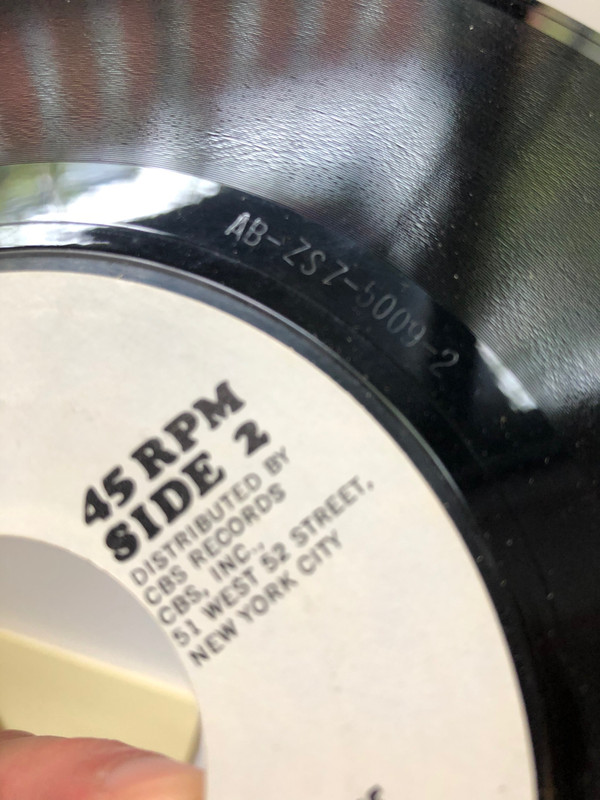 AB-ZSZ-5009-2
45 RPM
SIDE 2
DISTRIBUTED BY
CBS RECORDS
CBS, INC.,
51 WEST 52 STREET,
NEW YORK CITY